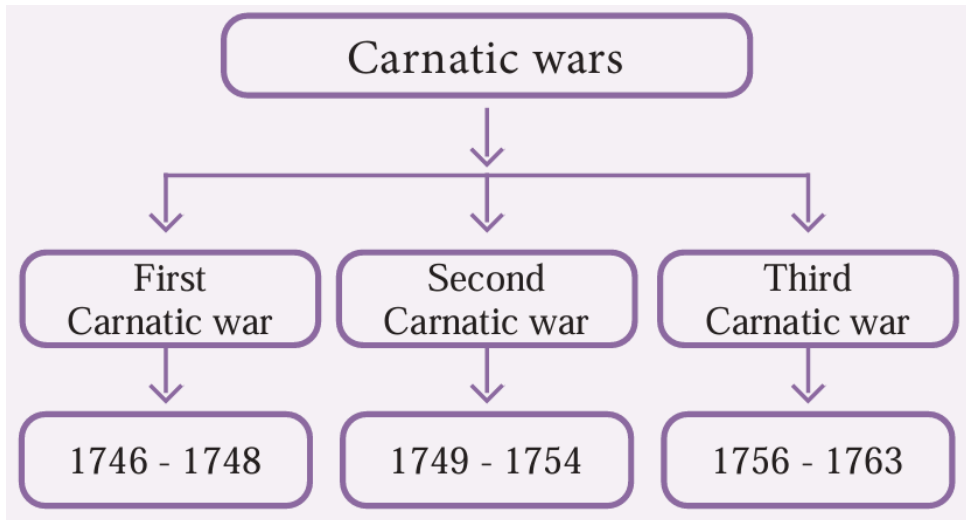 Carnatic wars
First
Carnatic war
Second
Carnatic war
Third
Carnatic war
1746 - 1748
1749 - 1754
1756 - 1763